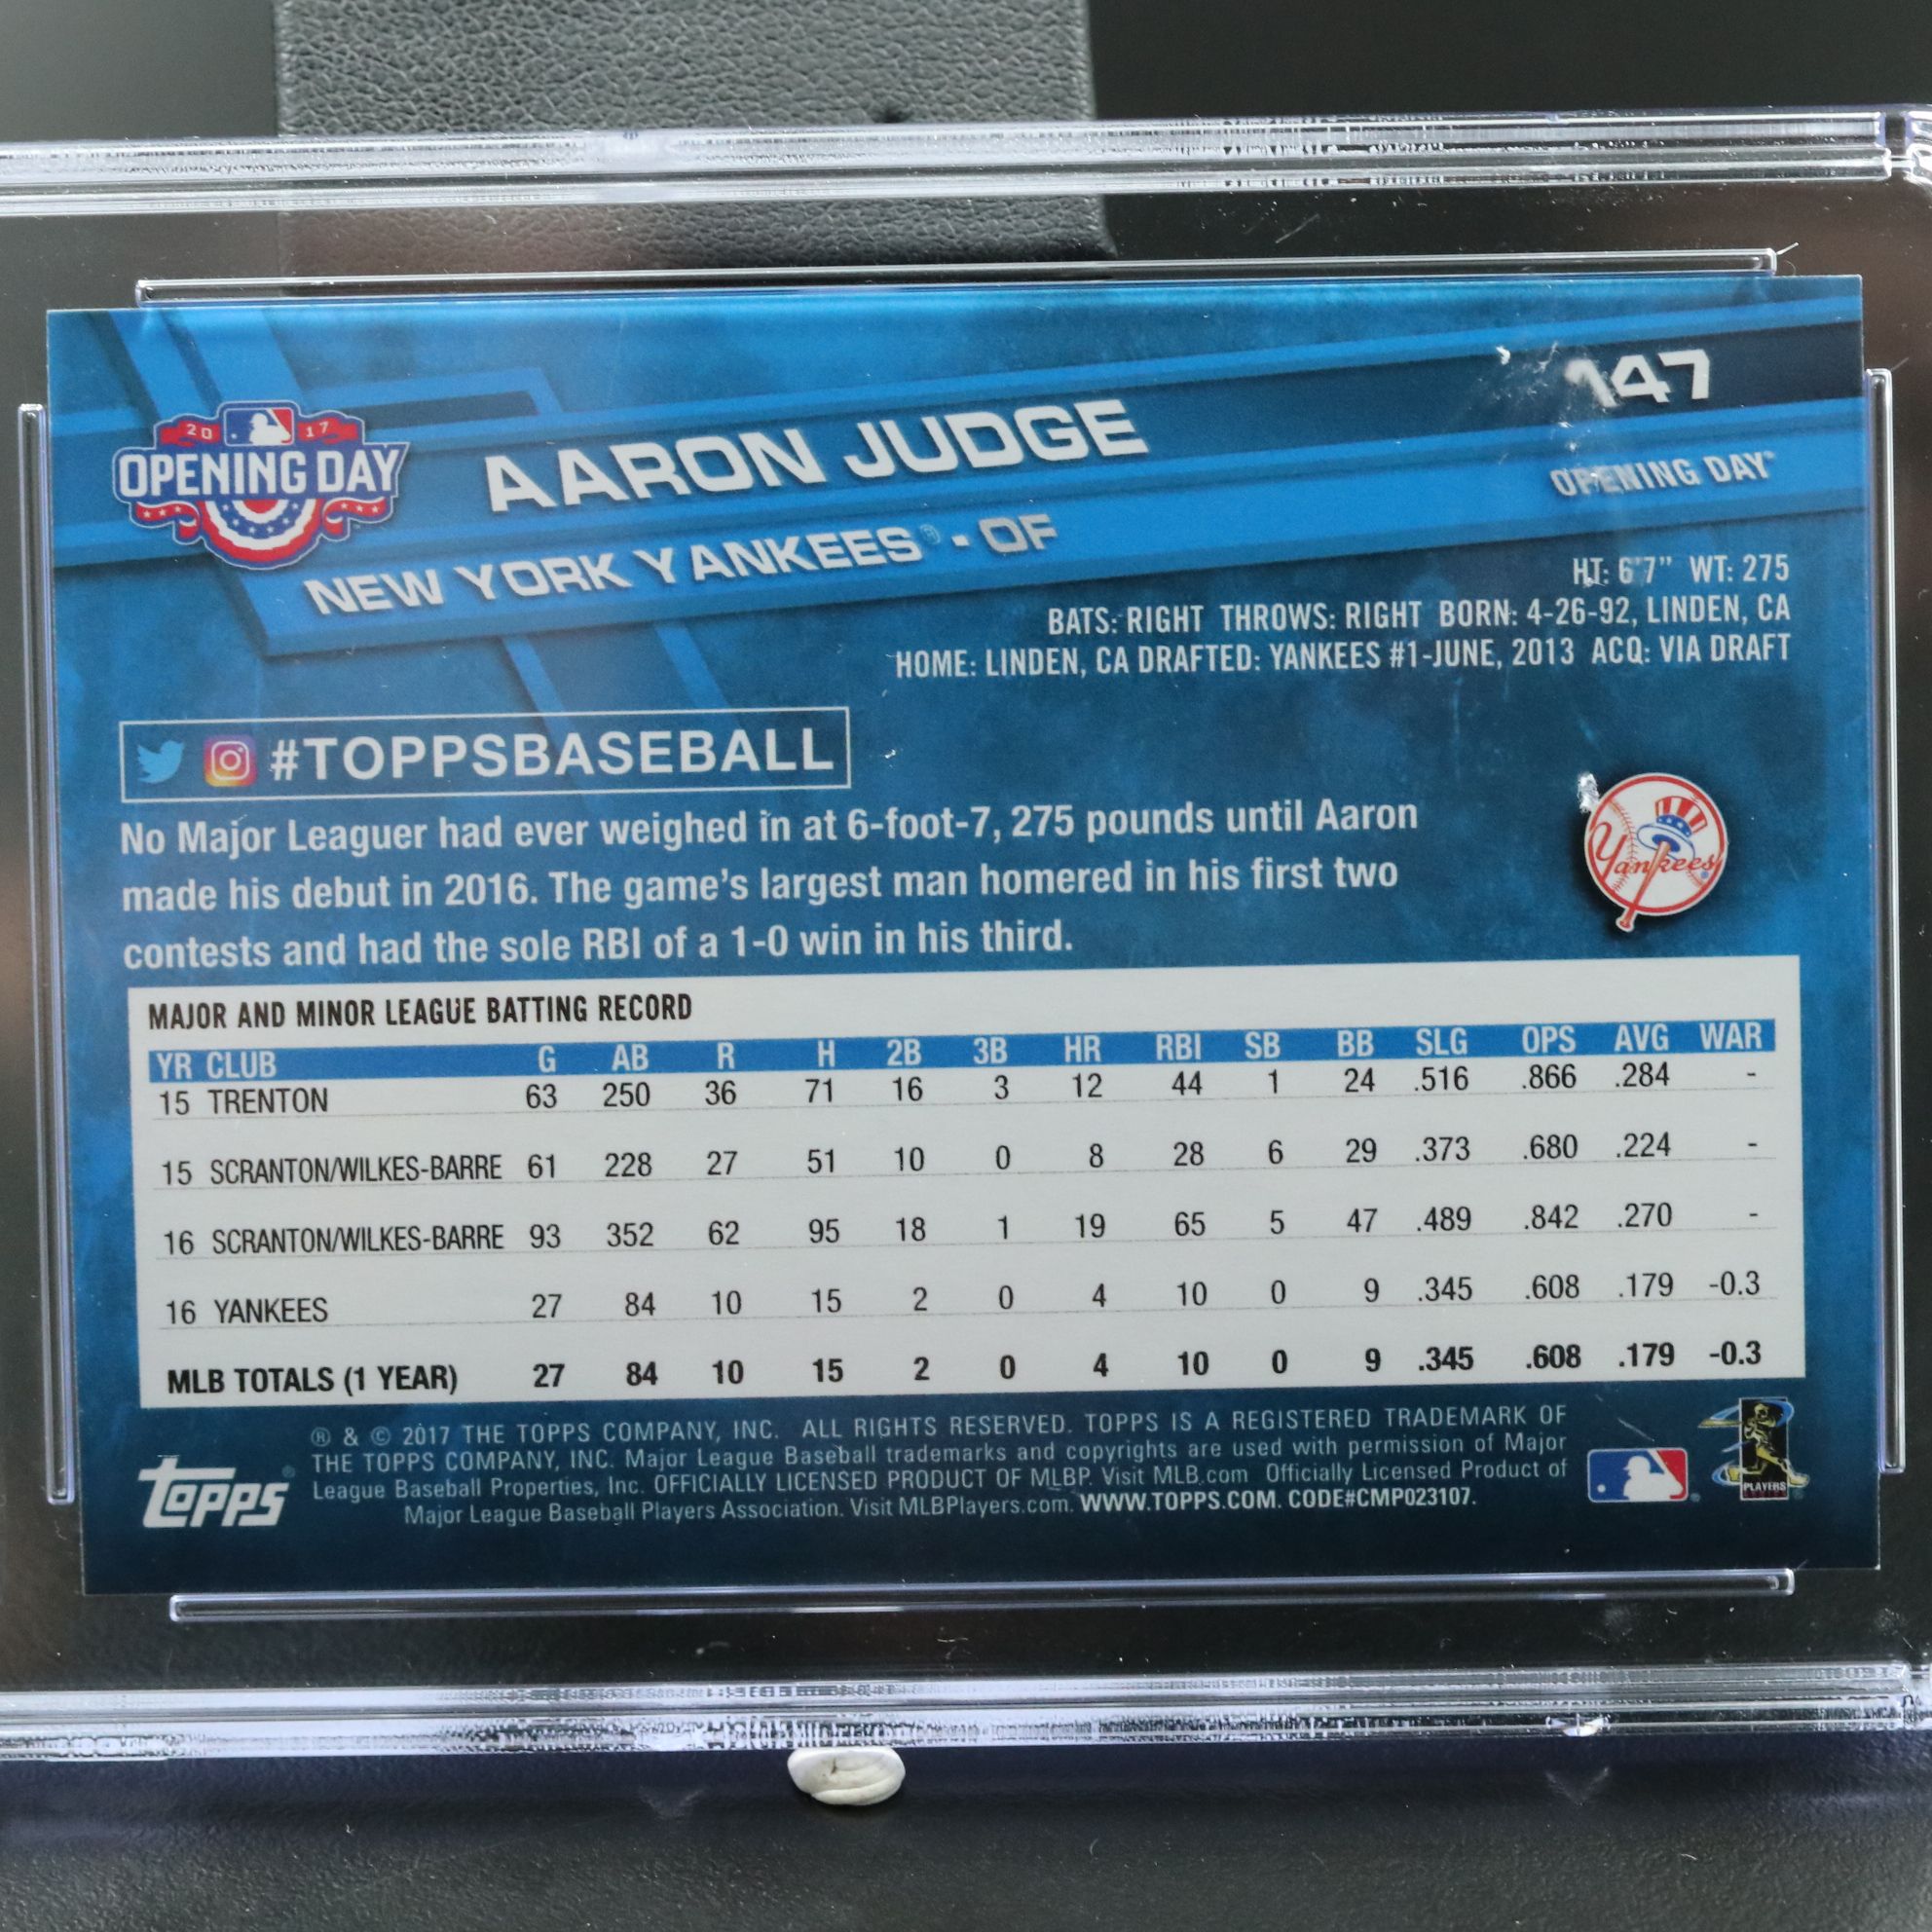 147
2017
OPENING DAY
AARON JUDGE
OPENING DAY
NEW YORK YANKEES® • OF
HT: 6'7” WT: 275
BATS: RIGHT THROWS: RIGHT BORN: 4-26-92, LINDEN, CA
HOME: LINDEN, CA DRAFTED: YANKEES #1-JUNE, 2013 ACQ: VIA DRAFT
#TOPPSBASEBALL
No Major Leaguer had ever weighed in at 6-foot-7, 275 pounds until Aaron
made his debut in 2016. The game’s largest man homered in his first two
contests and had the sole RBI of a 1-0 win in his third.
Yankees
MAJOR AND MINOR LEAGUE BATTING RECORD
YR CLUB G AB R H 2B 3B HR RBI SB BB SLG OPS AVG WAR
15 TRENTON 63 250 36 71 16 3 12 44 1 24 .516 .866 .284 -
15 SCRANTON/WILKES-BARRE 61 228 27 51 10 0 8 28 6 29 .373 .680 .224 -
16 SCRANTON/WILKES-BARRE 93 352 62 95 18 1 19 65 5 47 .489 .842 .270 -
16 YANKEES 27 84 10 15 2 0 4 10 0 9 .345 .608 .179 -0.3
MLB TOTALS (1 YEAR) 27 84 10 15 2 0 4 10 0 9 .345 .608 .179 -0.3
® & © 2017 THE TOPPS COMPANY, INC. ALL RIGHTS RESERVED. TOPPS IS A REGISTERED TRADEMARK OF
THE TOPPS COMPANY, INC. Major League Baseball trademarks and copyrights are used with permission of Major
League Baseball Properties, Inc. OFFICIALLY LICENSED PRODUCT OF MLBP. Visit MLB.com Officially Licensed Product of
Major League Baseball Players Association. Visit MLBPlayers.com. WWW.TOPPS.COM. CODE#CMP023107.
topps®
PLAYERS